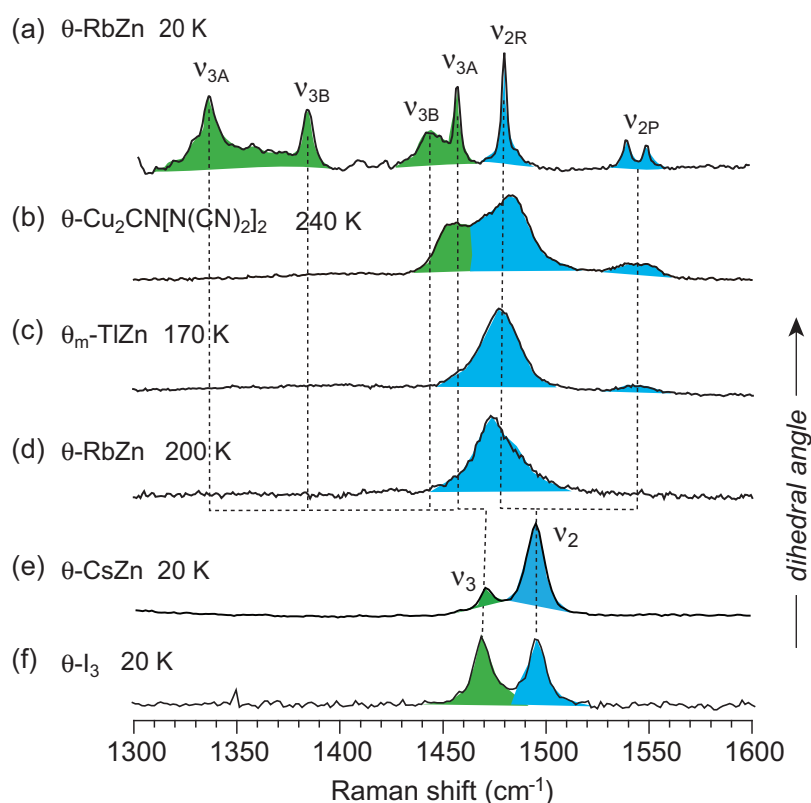 (a) θ-RbZn 20 K
ν3A
ν3B
ν3B
ν3A
ν2R
ν2P
(b) θ-Cu2CN[N(CN)2]2 240 K
(c) θm-TlZn 170 K
(d) θ-RbZn 200 K
(e) θ-CsZn 20 K
ν3
ν2
(f) θ-I3 20 K
dihedral angle
1300 1350 1400 1450 1500 1550 1600
Raman shift (cm-1)